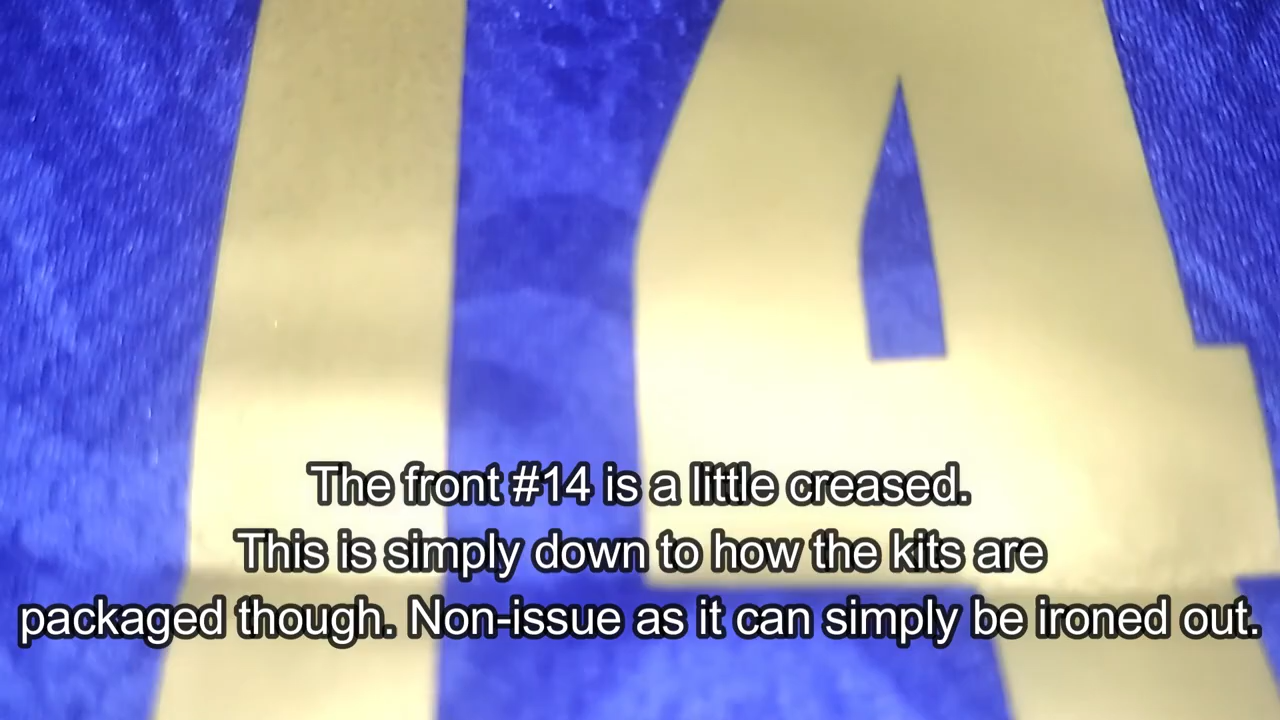 14
The front #14 is a little creased.
This is simply down to how the kits are
packaged though. Non-issue as it can simply be ironed out.